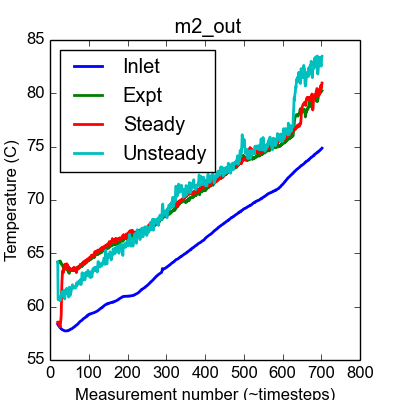 m2_out
85
80
75
70
65
60
55
Temperature (C)
Inlet
Expt
Steady
Unsteady
0 100 200 300 400 500 600 700 800
Measurement number (~timesteps)